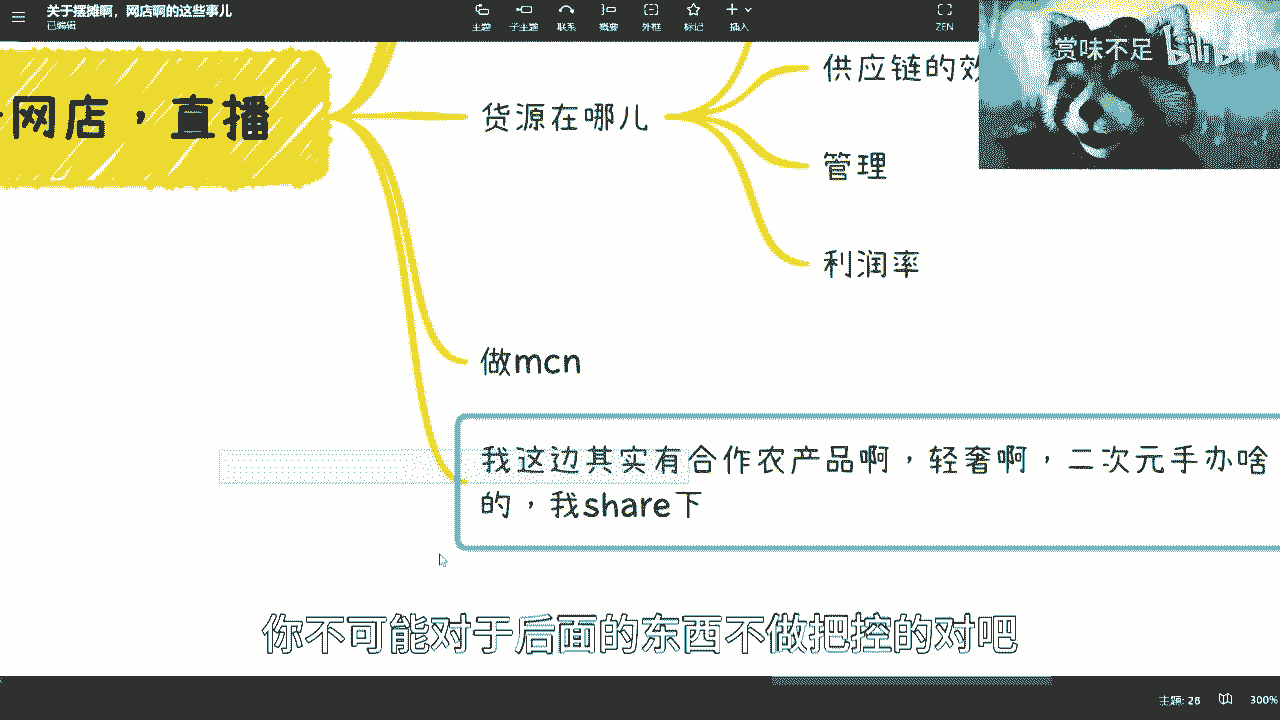 关于摆摊啊,网店啊的这些事儿
已编辑
主题
子主题
联系
概要
外框
标记
插入
ZEN
赏味不足
bilibili
网店,直播
货源在哪儿
供应链的效
管理
利润率
做mcn
我这边其实有合作农产品啊,轻奢啊,二次元手办啥
的,我share下
你不可能对于后面的东西不做把控的对吧
主题: 28
300%